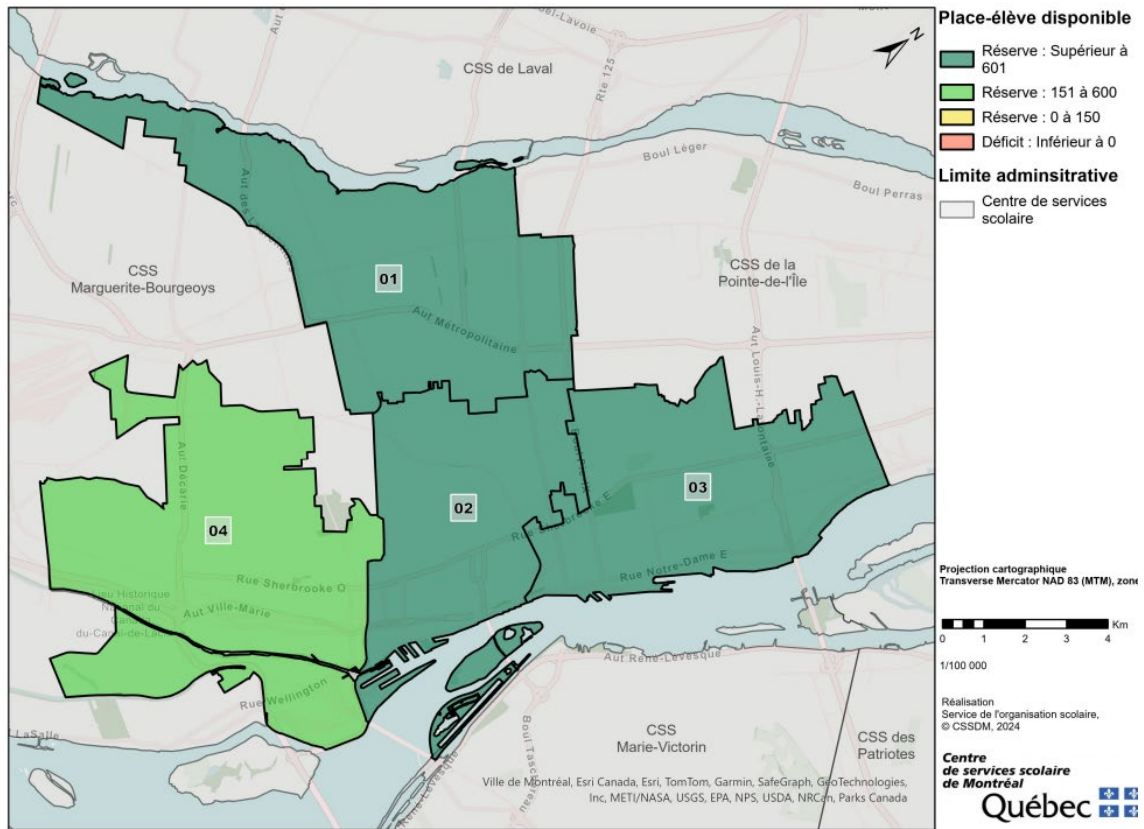 Place-élève disponible
Réserve : Supérieur à
601
Réserve : 151 à 600
Réserve : 0 à 150
Déficit : Inférieur à 0
Limite adminsitrative
Centre de services
scolaire
N
CSS de Laval
Rte 125
Boul Léger
Boul Perras
CSS
Marguerite-Bourgeoys
01
CSS de la
Pointe-de-l'Île
Aut Métropolitaine
Aut Louis-H.-Lafontaine
Aut Décarie
02
03
04
Rue Sherbrooke E
Rue Notre-Dame E
Rue Sherbrooke O
Aut Ville-Marie
Rue Wellington
Aut René-Lévesque
LaSalle
Boul Taschereau
CSS
Marie-Victorin
CSS des
Patriotes
Ville de Montréal, Esri Canada, Esri, TomTom, Garmin, SafeGraph, GeoTechnologies,
Inc, METI/NASA, USGS, EPA, NPS, USDA, NRCan, Parks Canada
Projection cartographique
Transverse Mercator NAD 83 (MTM), zone
Km
0 1 2 3 4
1/100 000
Réalisation
Service de l'organisation scolaire,
© CSSDM, 2024
Centre
de services scolaire
de Montréal
Québec